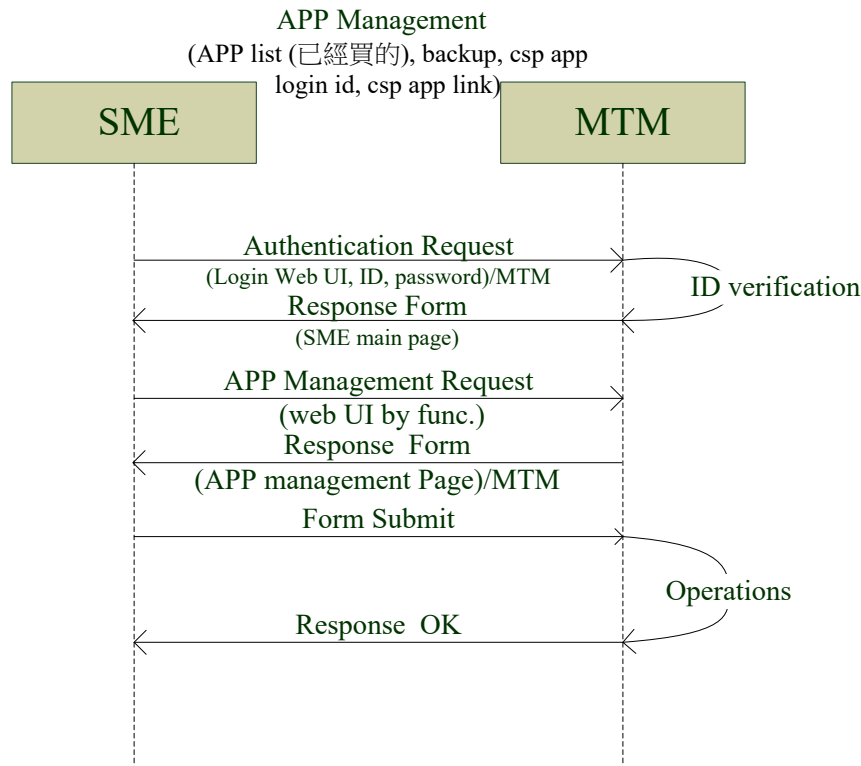 APP Management
(APP list (已經買的), backup, csp app
login id, csp app link)
SME
MTM
Authentication Request
(Login Web UI, ID, password)/MTM
ID verification
Response Form
(SME main page)
APP Management Request
(web UI by func.)
Response Form
(APP management Page)/MTM
Form Submit
Operations
Response OK